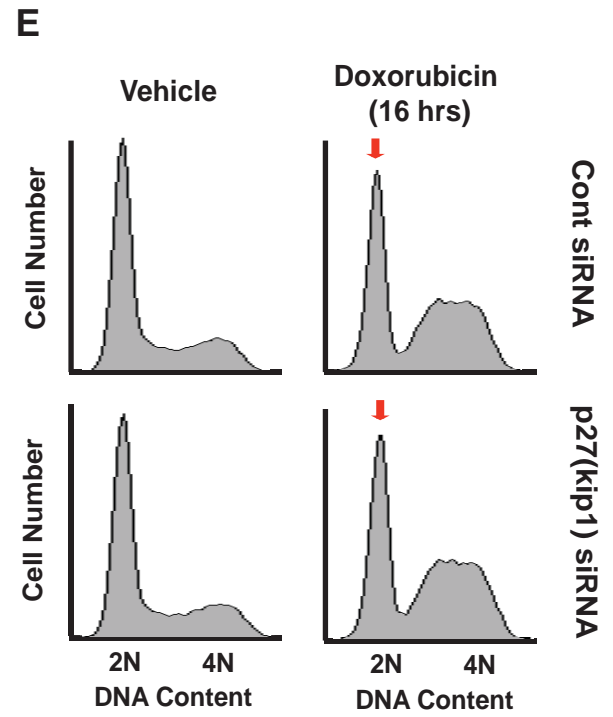 E
Vehicle
Doxorubicin
(16 hrs)
Cell Number
Cont siRNA
Cell Number
p27(kip1) siRNA
2N 4N
DNA Content
2N 4N
DNA Content